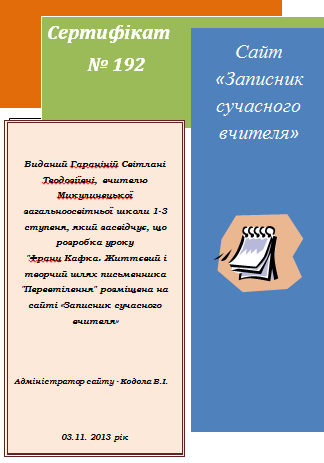 Сертифікат
№ 192
Сайт
«Записник
сучасного
вчителя»
Виданий Гараніній Світлані
Теодозіївні, вчителю
Микулинецької
загальноосвітньої школи 1-3
ступеня, який засвідчує, що
розробка уроку
"Франц Кафка. Життєвий і
творчий шлях письменника
"Перевтілення" розміщена на
сайті «Записник сучасного
вчителя»
Адміністратор сайту - Кодола В.І.
03.11. 2013 рік